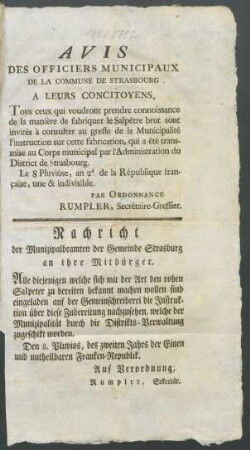 AVIS
DES OFFICIERS MUNICIPAUX
DE LA COMMUNE DE STRASBOURG,
A LEURS CONCITOYENS,
Tous ceux qui voudront prendre connoissance
de la manière de fabriquer le Salpêtre brut sont
invités à consulter au greffe de la Municipalité
l'instruction sur cette fabrication, qui a été trans-
mise au Corps municipal par l'Administration du
District de Strasbourg.
Le 8 Pluviôse, an 2ᵈ de la République fran-
çaise, une & indivisible.
PAR ORDONNANCE
RUMPLER, Secrétaire-Greffier.
Nachricht
der Munizipalbeamten der Gemeinde Strasburg
an ihre Mitbürger.
Alle diejenigen welche sich mit der Art den rohen
Salpeter zu bereiten bekannt machen wollen sind
eingeladen auf der Gemeinschreiberei die Instruk-
tion über diese Zubereitung nachzusehen, welche der
Munizipalität durch die Distrikts-Verwaltung
zugeschikt worden.
Den 8. Pluvios, des zweiten Jahrs der Einen
und untheilbaren Franken-Republik.
Auf Verordnung,
Rumpler, Sekretär.